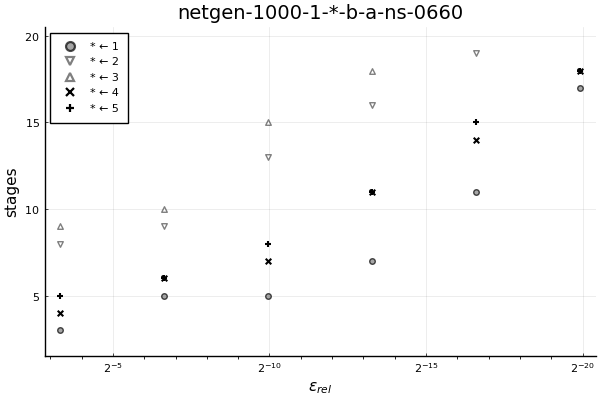 netgen-1000-1-*-b-a-ns-0660
* ← 1
* ← 2
* ← 3
* ← 4
* ← 5
20
15
10
5
stages
2⁻⁵ 2⁻¹⁰ 2⁻¹⁵ 2⁻²⁰
ε_rel